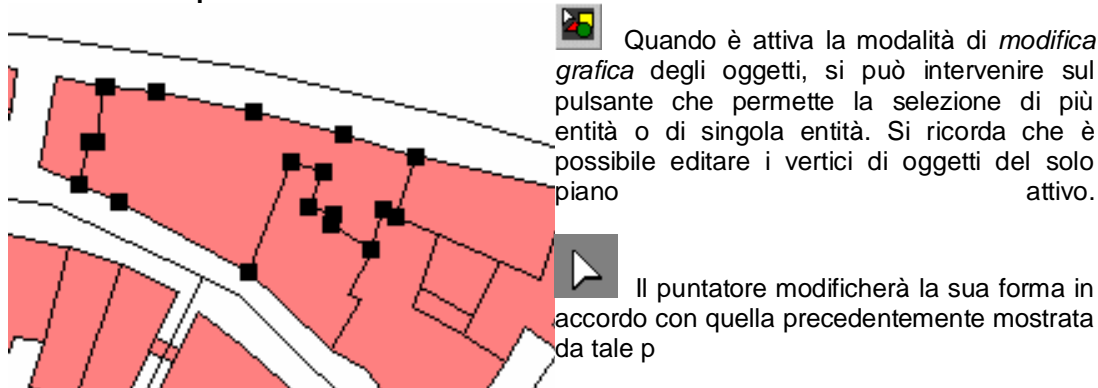 Quando è attiva la modalità di modifica
grafica degli oggetti, si può intervenire sul
pulsante che permette la selezione di più
entità o di singola entità. Si ricorda che è
possibile editare i vertici di oggetti del solo
piano attivo.
Il puntatore modificherà la sua forma in
accordo con quella precedentemente mostrata
da tale p